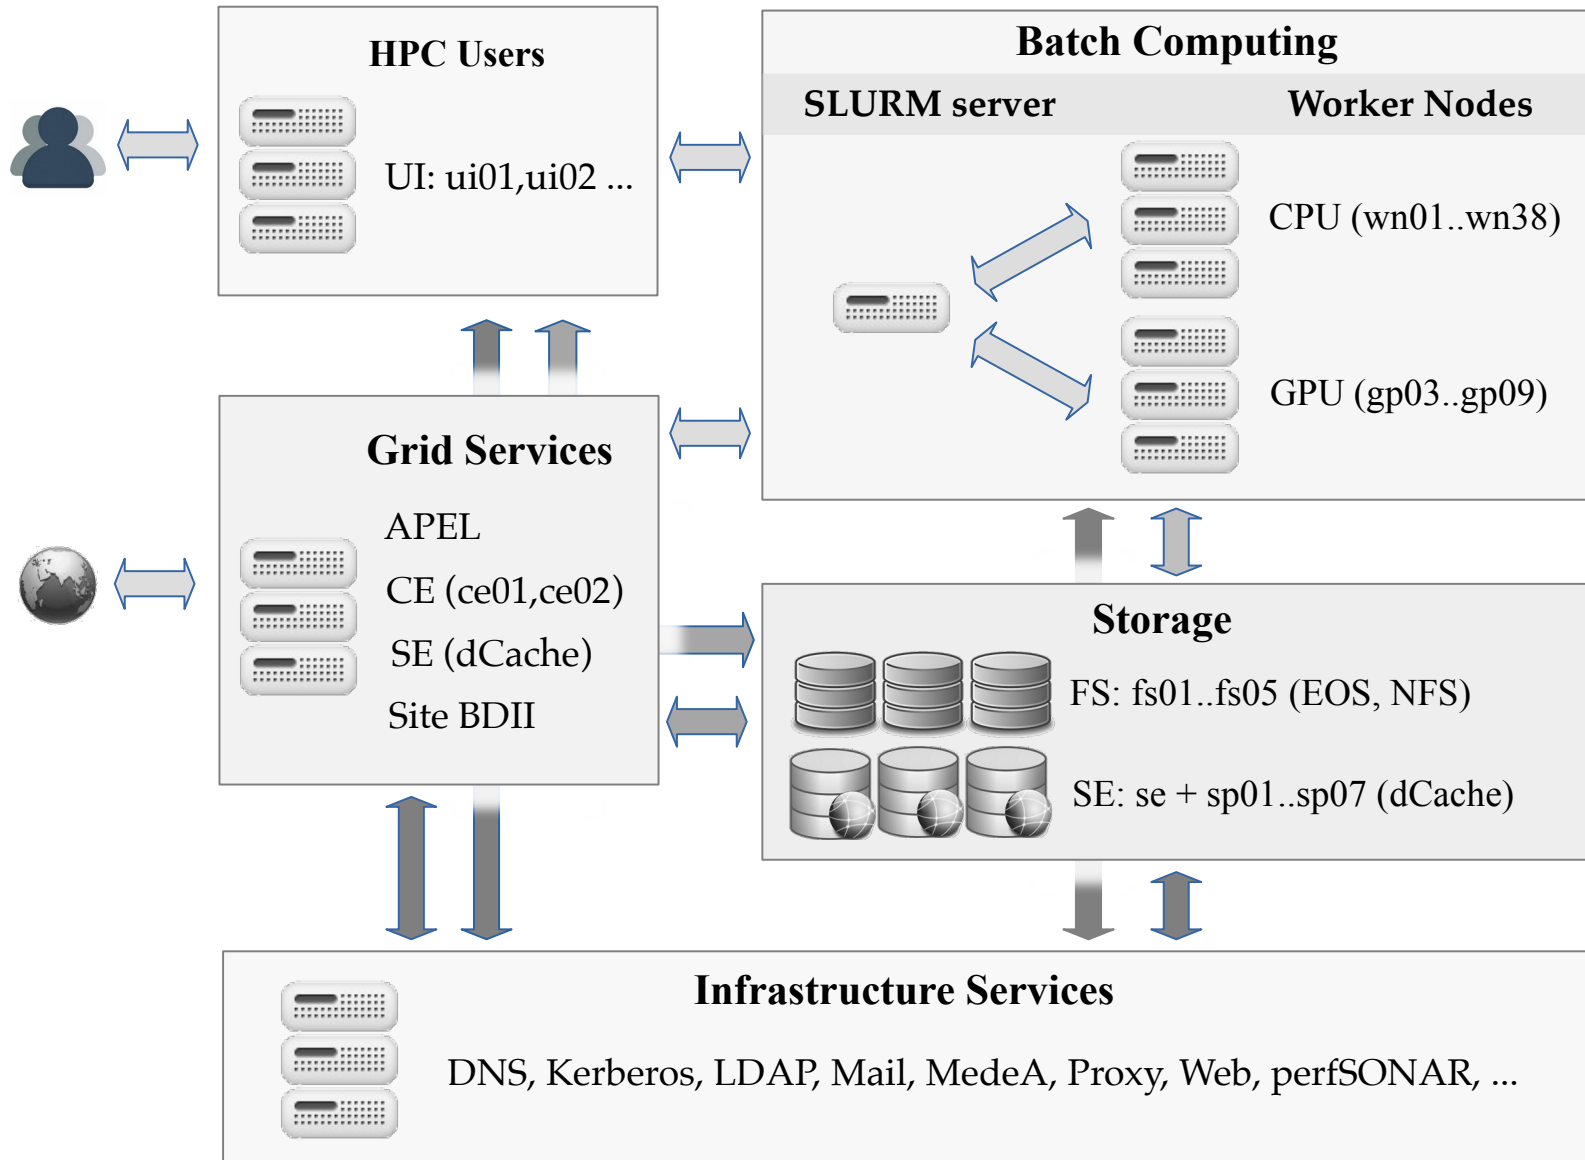 HPC Users
UI: ui01,ui02 ...
Batch Computing
SLURM server
Worker Nodes
CPU (wn01..wn38)
GPU (gp03..gp09)
Grid Services
APEL
CE (ce01,ce02)
SE (dCache)
Site BDII
Storage
FS: fs01..fs05 (EOS, NFS)
SE: se + sp01..sp07 (dCache)
Infrastructure Services
DNS, Kerberos, LDAP, Mail, MedeA, Proxy, Web, perfSONAR, ...